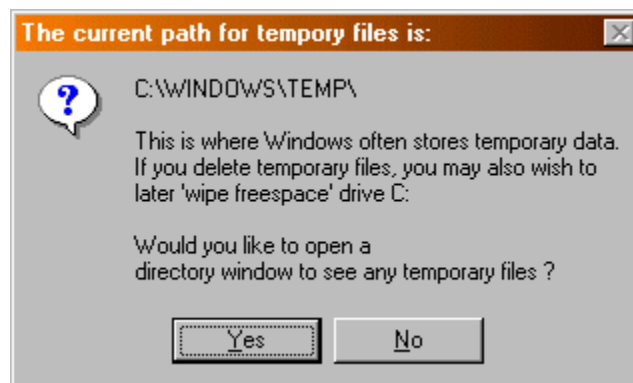 The current path for tempory files is:
C:\WINDOWS\TEMP\
This is where Windows often stores temporary data.
If you delete temporary files, you may also wish to
later 'wipe freespace' drive C:
Would you like to open a
directory window to see any temporary files ?
Yes No